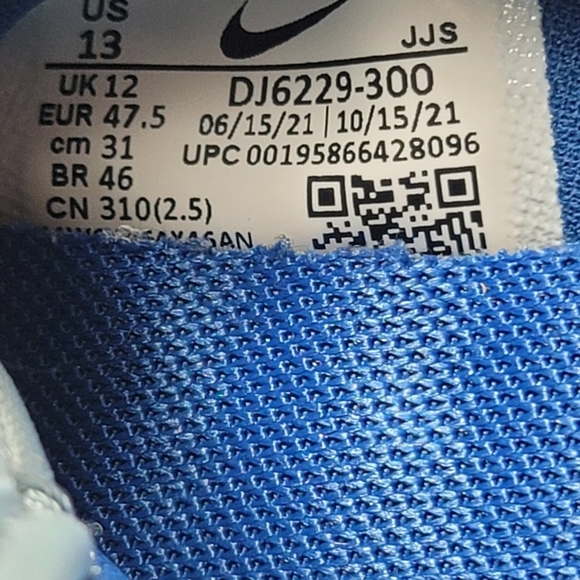 US
13
JJS
UK 12
DJ6229-300
EUR 47.5
06/15/21 | 10/15/21
cm 31
UPC 00195866428096
BR 46
CN 310(2.5)